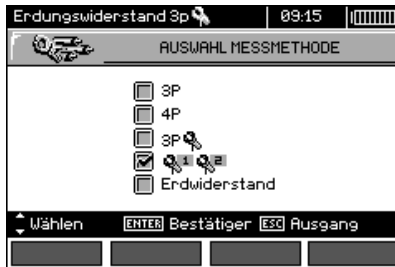 Erdungswiderstand 3p 09:15
AUSWAHL MESSMETHODE
3P
4P
3P
1 2
Erdwiderstand
Wählen ENTER Bestätiger ESC Ausgang